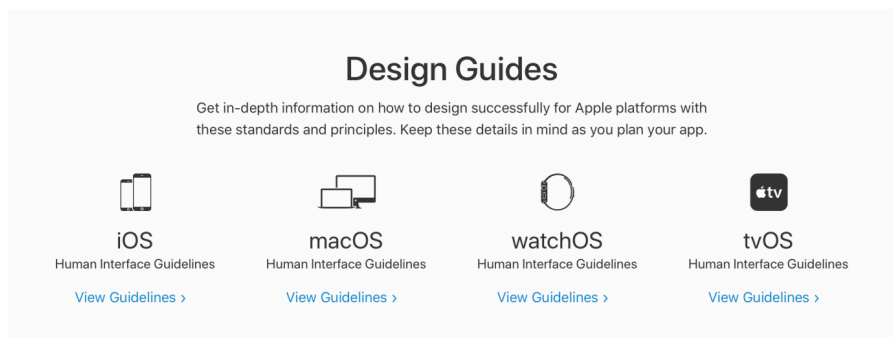 Design Guides
Get in-depth information on how to design successfully for Apple platforms with
these standards and principles. Keep these details in mind as you plan your app.
tv
iOS
Human Interface Guidelines
View Guidelines ›
macOS
Human Interface Guidelines
View Guidelines ›
watchOS
Human Interface Guidelines
View Guidelines ›
tvOS
Human Interface Guidelines
View Guidelines ›